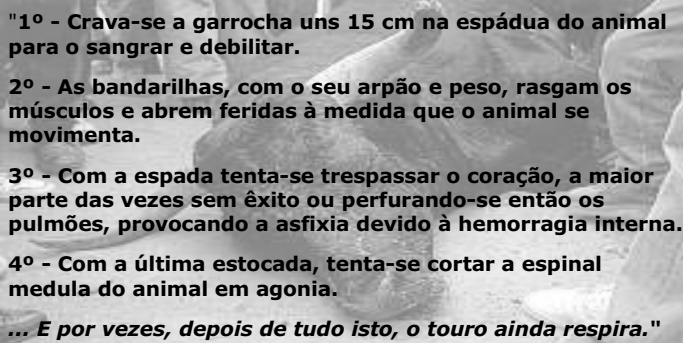 "1º - Crava-se a garrocha uns 15 cm na espádua do animal
para o sangrar e debilitar.
2º - As bandarilhas, com o seu arpão e peso, rasgam os
músculos e abrem feridas à medida que o animal se
movimenta.
3º - Com a espada tenta-se trespassar o coração, a maior
parte das vezes sem êxito ou perfurando-se então os
pulmões, provocando a asfixia devido à hemorragia interna.
4º - Com a última estocada, tenta-se cortar a espinal
medula do animal em agonia.
... E por vezes, depois de tudo isto, o touro ainda respira."